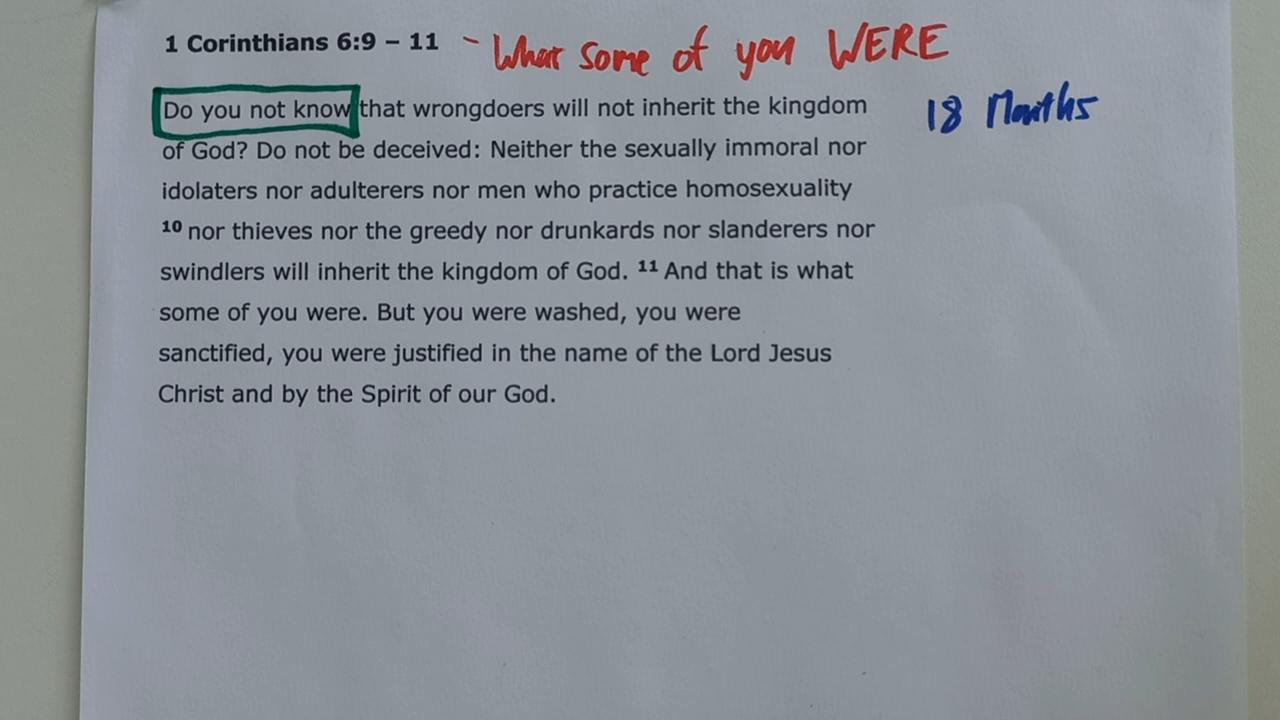 1 Corinthians 6:9 – 11 - What some of you WERE
Do you not know that wrongdoers will not inherit the kingdom
18 Months
of God? Do not be deceived: Neither the sexually immoral nor
idolaters nor adulterers nor men who practice homosexuality
10 nor thieves nor the greedy nor drunkards nor slanderers nor
swindlers will inherit the kingdom of God. 11 And that is what
some of you were. But you were washed, you were
sanctified, you were justified in the name of the Lord Jesus
Christ and by the Spirit of our God.